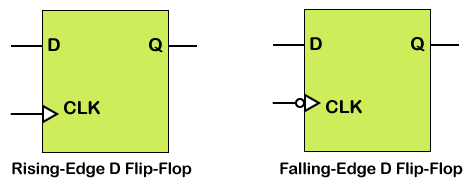 D Q
CLK
Rising-Edge D Flip-Flop
D Q
CLK
Falling-Edge D Flip-Flop